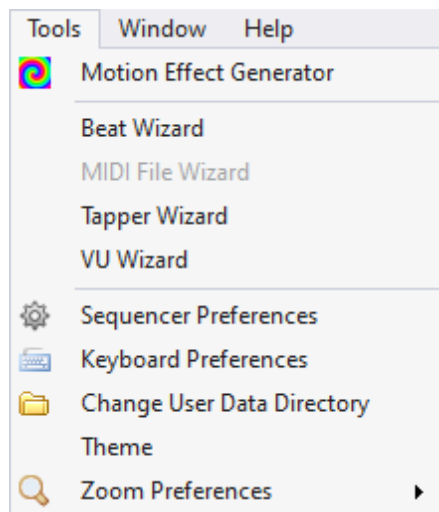 Tools Window Help
Motion Effect Generator
Beat Wizard
MIDI File Wizard
Tapper Wizard
VU Wizard
Sequencer Preferences
Keyboard Preferences
Change User Data Directory
Theme
Zoom Preferences